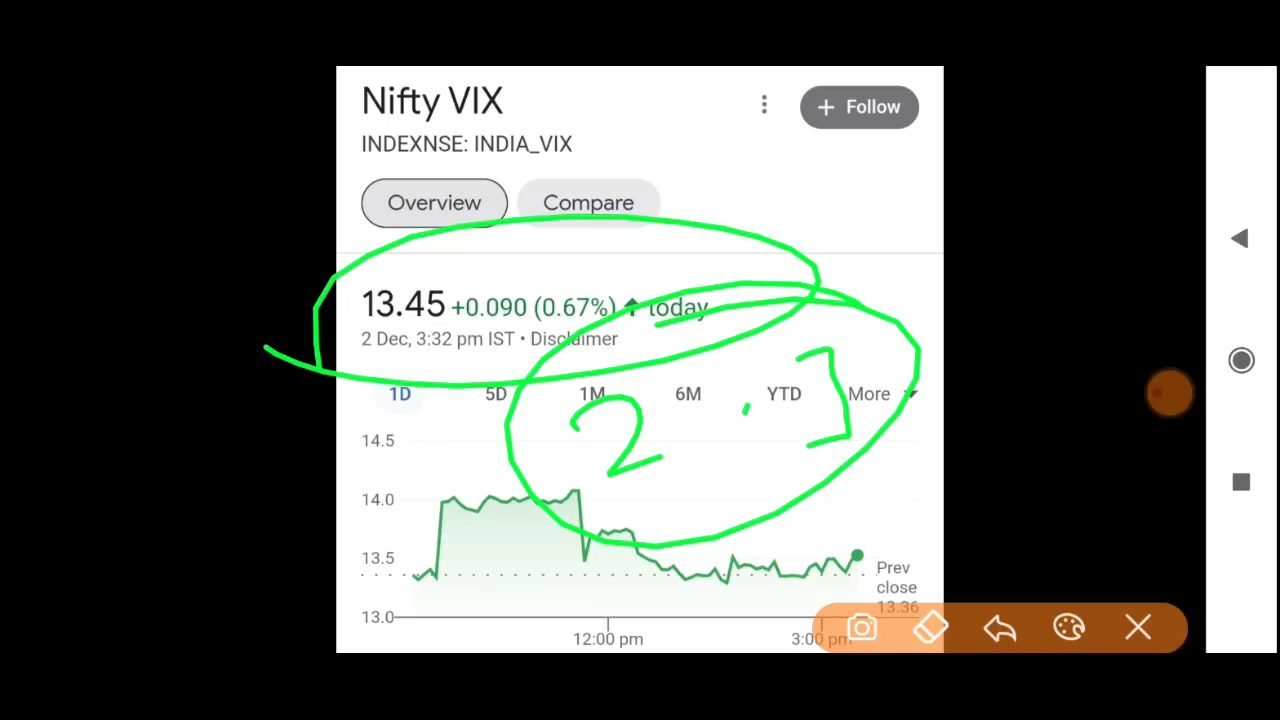 Nifty VIX
+ Follow
INDEXNSE: INDIA_VIX
Overview Compare
13.45 +0.090 (0.67%) ↑ today
2 Dec, 3:32 pm IST • Disclaimer
1D 5D 1M 6M YTD More
2 .
14.5
14.0
13.5
Prev
close
13.36
13.0
12:00 pm 3:00 pm